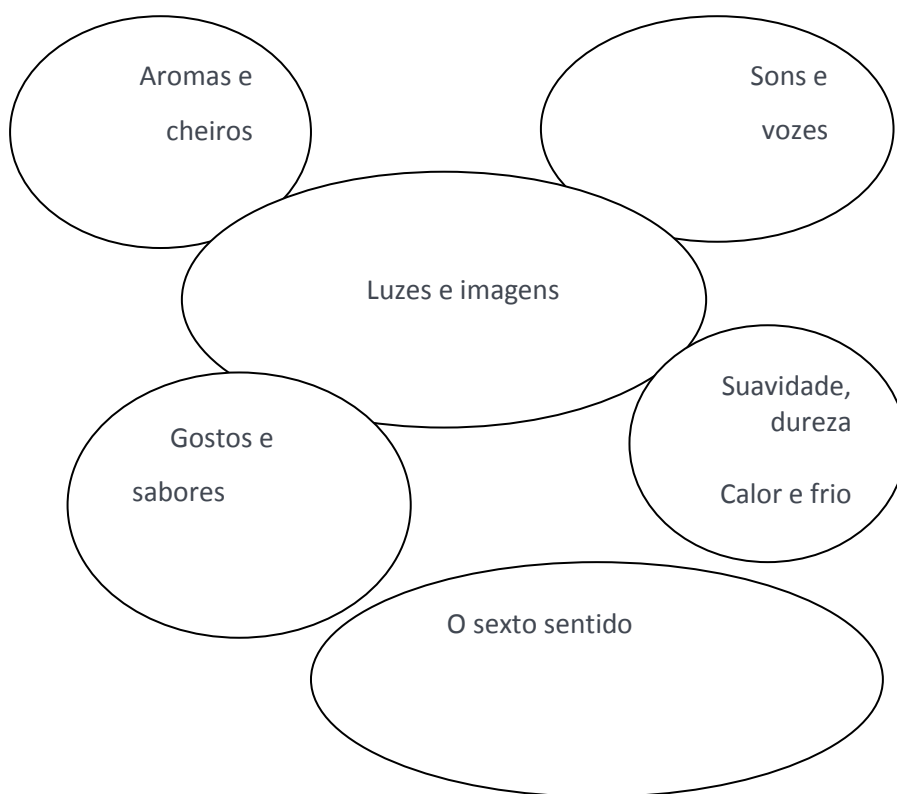 Aromas e
cheiros
Sons e
vozes
Luzes e imagens
Suavidade,
dureza
Calor e frio
Gostos e
sabores
O sexto sentido